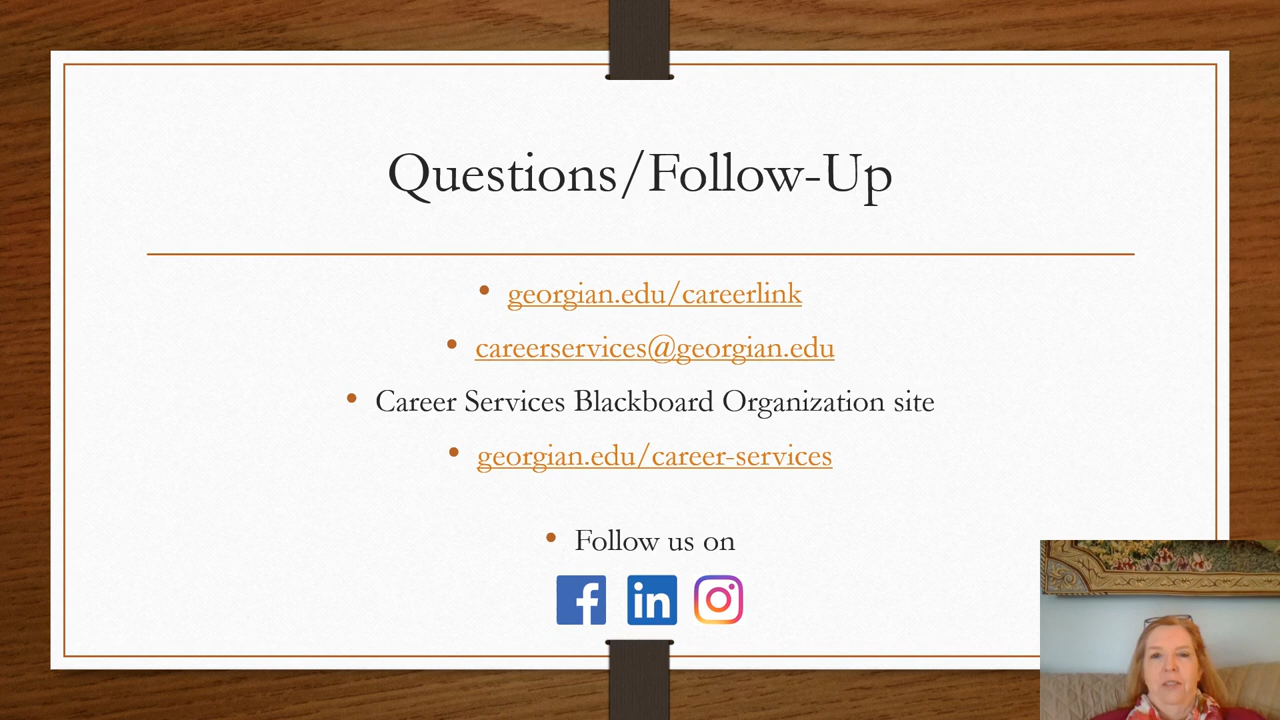 Questions/Follow-Up
• georgian.edu/careerlink
• careerservices@georgian.edu
• Career Services Blackboard Organization site
• georgian.edu/career-services
• Follow us on
f in